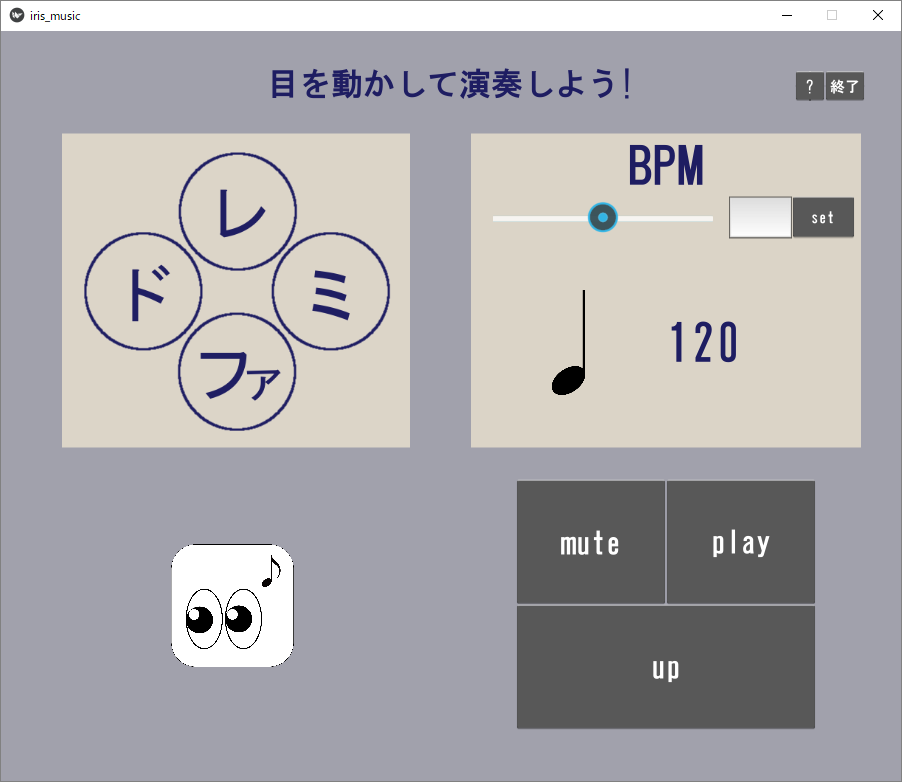 iris_music
目を動かして演奏しよう!
? 終了
レ
ド
ミ
ファ
BPM
set
120
mute
play
up